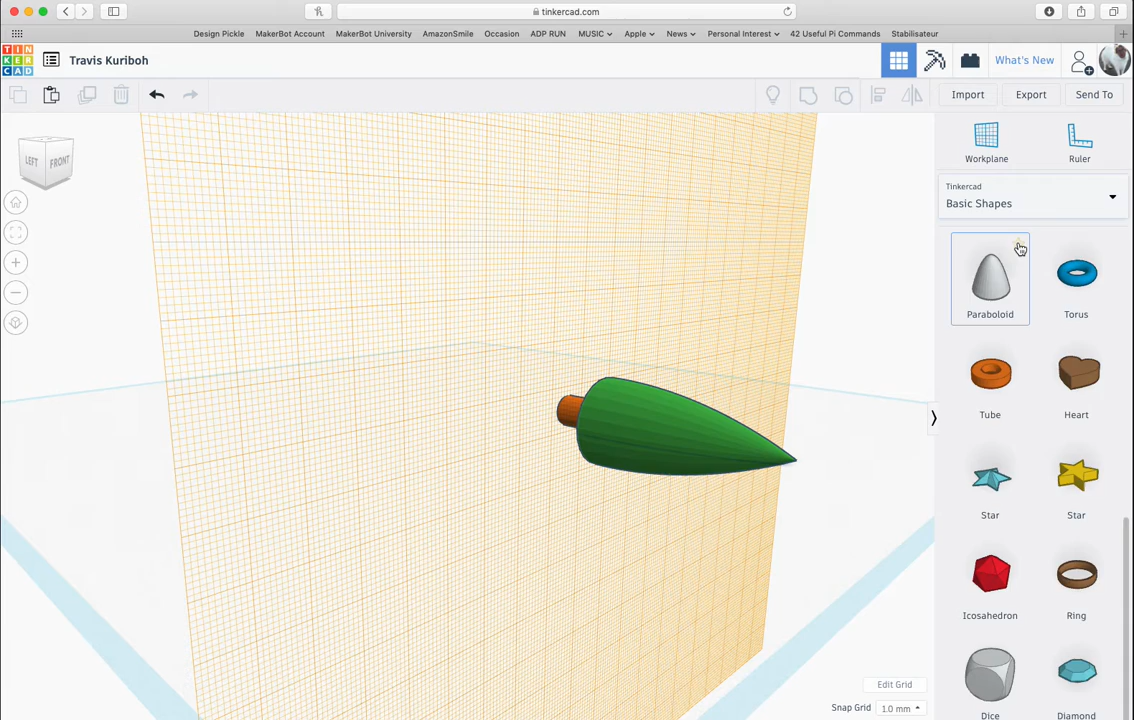 tinkercad.com
Design Pickle MakerBot Account MakerBot University AmazonSmile Occasion ADP RUN MUSIC Apple News Personal Interest 42 Useful Pi Commands Stabilisateur
TIN
KER
CAD
Travis Kuriboh
What's New
Import Export Send To
LEFT FRONT
Workplane Ruler
Tinkercad
Basic Shapes
Paraboloid Torus
Tube Heart
Star Star
Icosahedron Ring
Dice Diamond
Edit Grid
Snap Grid 1.0 mm